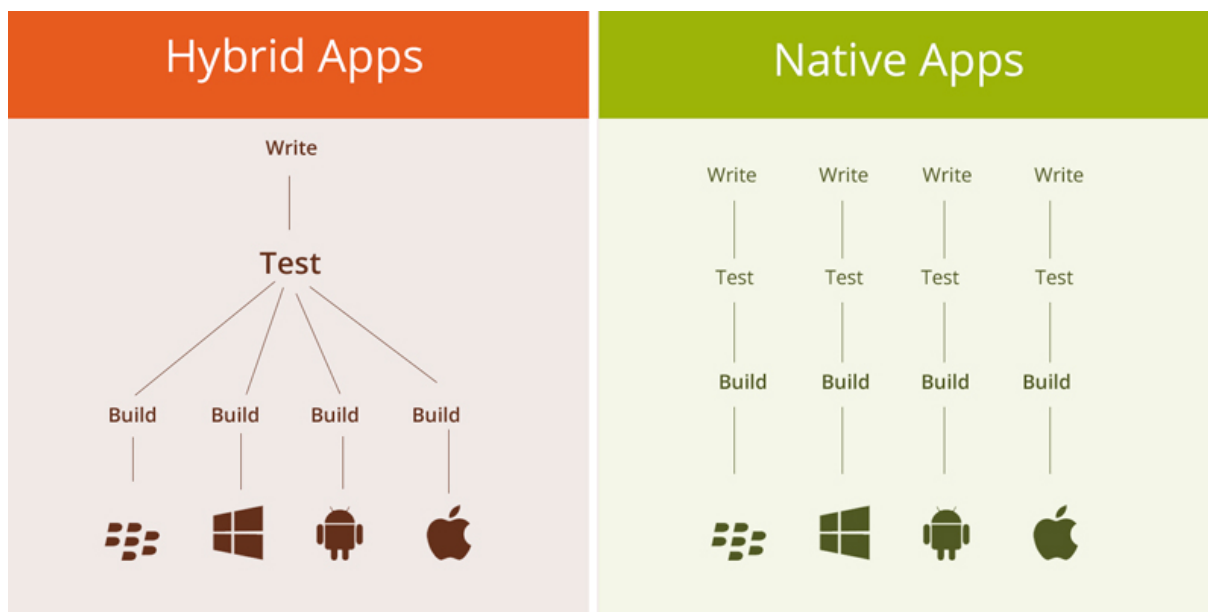 Hybrid Apps
Write
Test
Build Build Build Build
Native Apps
Write Write Write Write
Test Test Test Test
Build Build Build Build